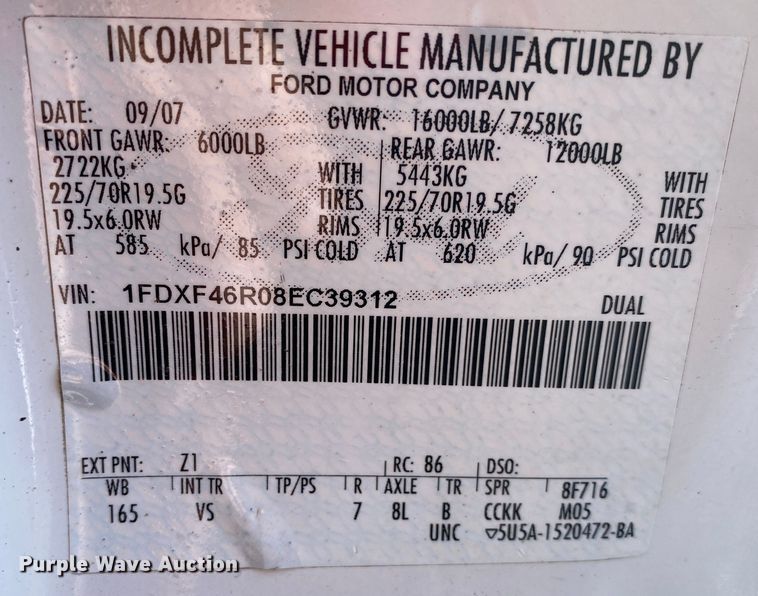 INCOMPLETE VEHICLE MANUFACTURED BY
FORD MOTOR COMPANY
DATE: 09/07 GVWR: 16000LB/ 7258KG
FRONT GAWR: 6000LB REAR GAWR: 12000LB
2722KG WITH 5443KG WITH
225/70R19.5G TIRES 225/70R19.5G TIRES
19.5x6.0RW RIMS 19.5x6.0RW RIMS
AT 585 kPa/ 85 PSI COLD AT 620 kPa/ 90 PSI COLD
VIN: 1FDXF46R08EC39312 DUAL
EXT PNT: Z1 RC: 86 DSO:
WB INT TR TP/PS R AXLE TR SPR 8F716
165 VS 7 8L B CCKK M05
UNC ▽5U5A-1520472-BA
Purple Wave Auction